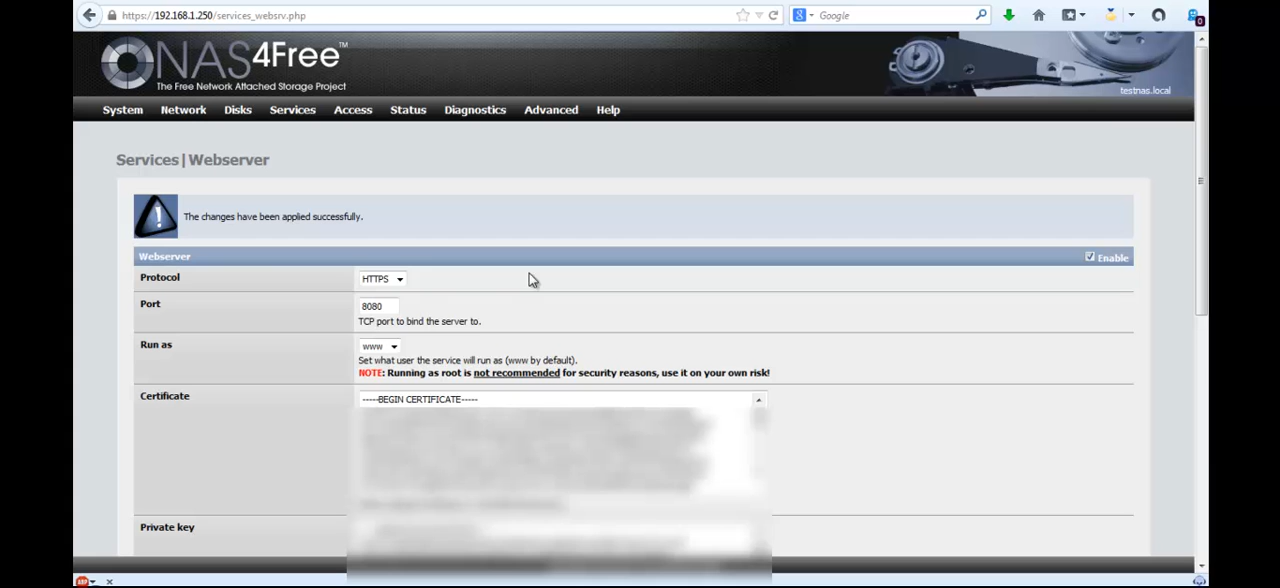 https://192.168.1.250/services_websrv.php
Google
NAS4Free™
The Free Network Attached Storage Project
testnas.local
System Network Disks Services Access Status Diagnostics Advanced Help
Services|Webserver
The changes have been applied successfully.
Webserver
Enable
Protocol
HTTPS
Port
8080
TCP port to bind the server to.
Run as
www
Set what user the service will run as (www by default).
NOTE: Running as root is not recommended for security reasons, use it on your own risk!
Certificate
-----BEGIN CERTIFICATE-----
Private key
ABP